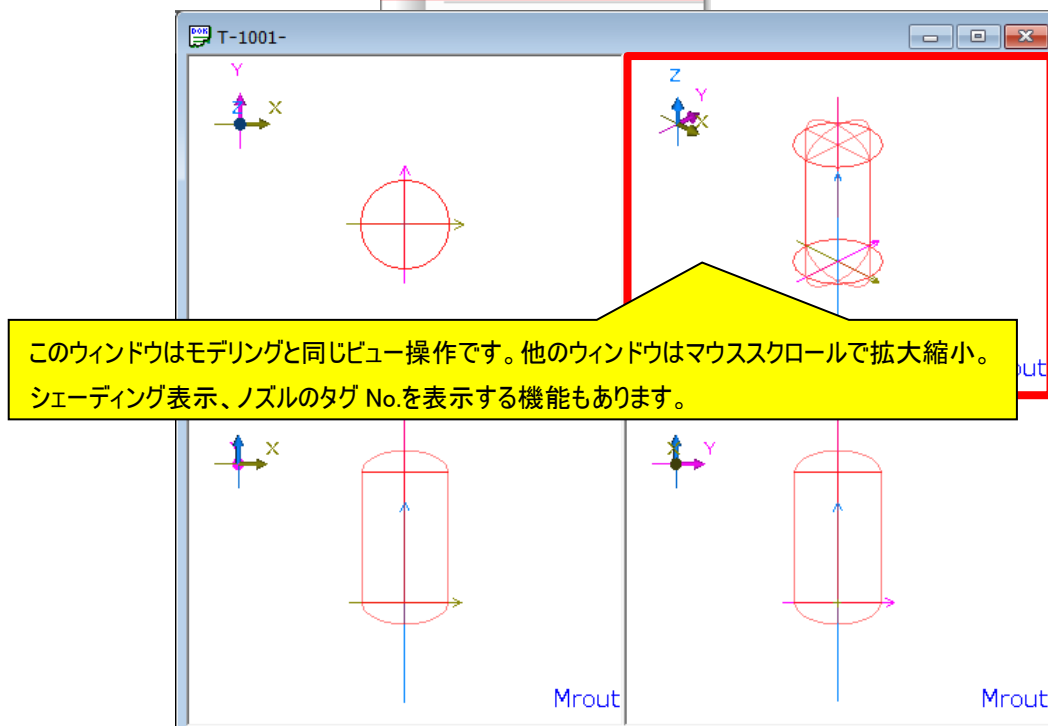 T-1001-
Y
Z X
Z
Y
X
このウィンドウはモデリングと同じビュー操作です。他のウィンドウはマウススクロールで拡大縮小。
シェーディング表示、ノズルのタグ No.を表示する機能もあります。
out
X
Y
Mrout
Mrout